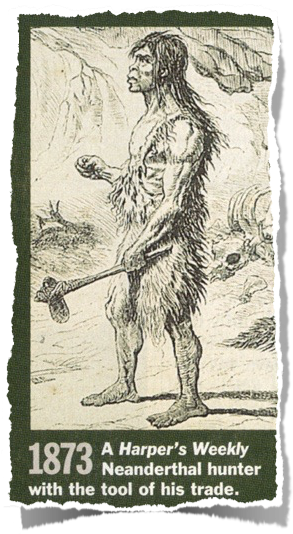 1873 A Harper's Weekly
Neanderthal hunter
with the tool of his trade.